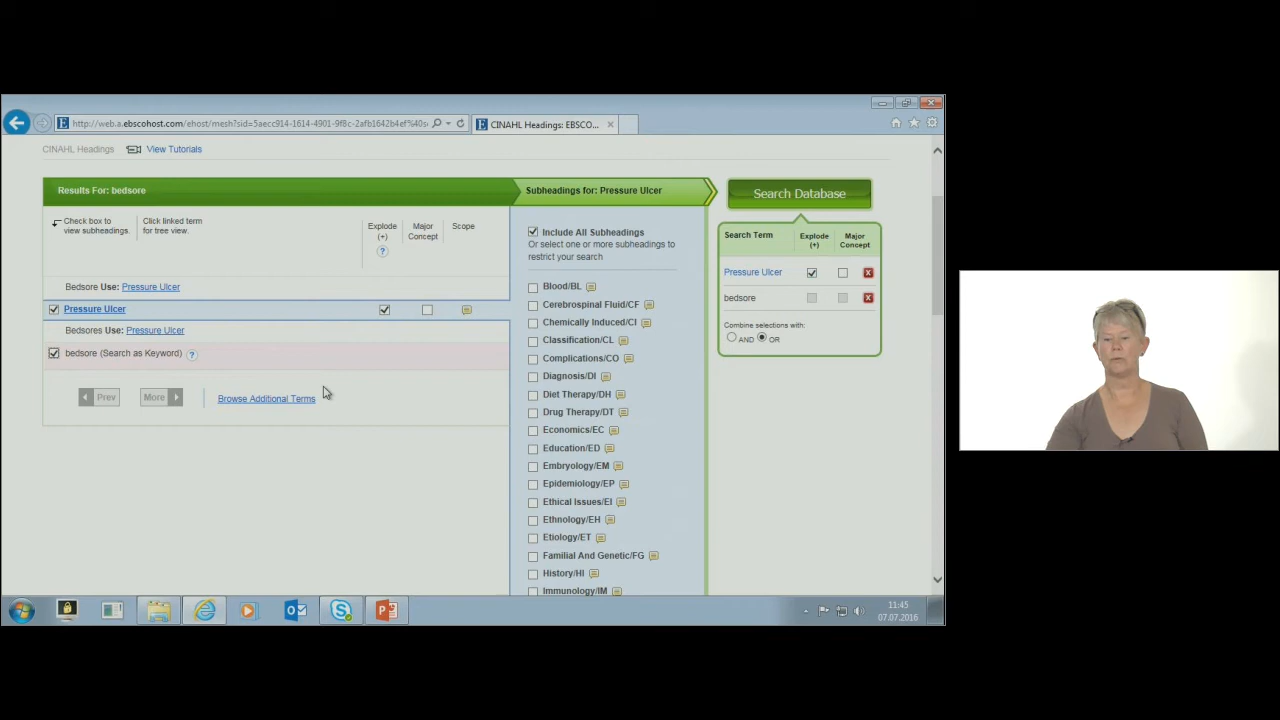 http://web.a.ebscohost.com/ehost/mesh?sid=5aecc914-1614-4901-9f8c-2afb1642b4ef%40s
CINAHL Headings: EBSCO...
CINAHL Headings
View Tutorials
Results For: bedsore
Subheadings for: Pressure Ulcer
Search Database
Check box to
view subheadings.
Click linked term
for tree view.
Explode
(+)
Major
Concept
Scope
?
Include All Subheadings
Or select one or more subheadings to
restrict your search
Search Term
Explode
(+)
Major
Concept
Pressure Ulcer
bedsore
Combine selections with:
AND
OR
Bedsore Use: Pressure Ulcer
Pressure Ulcer
Bedsores Use: Pressure Ulcer
bedsore (Search as Keyword)
?
Prev
More
Browse Additional Terms
Blood/BL
Cerebrospinal Fluid/CF
Chemically Induced/CI
Classification/CL
Complications/CO
Diagnosis/DI
Diet Therapy/DH
Drug Therapy/DT
Economics/EC
Education/ED
Embryology/EM
Epidemiology/EP
Ethical Issues/EI
Ethnology/EH
Etiology/ET
Familial And Genetic/FG
History/HI
Immunology/IM
11:45
07.07.2016